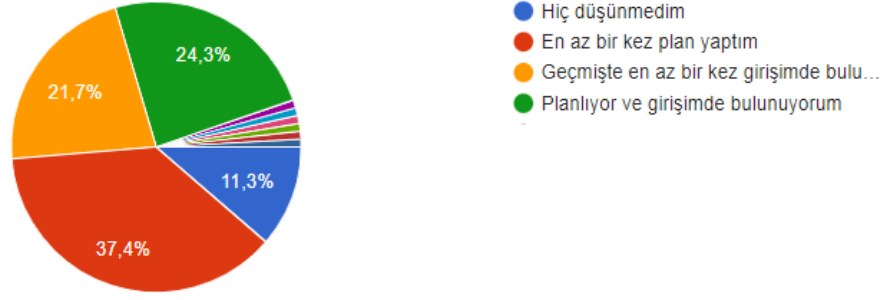 Hiç düşünmedim
En az bir kez plan yaptım
Geçmişte en az bir kez girişimde bulu...
Planlıyor ve girişimde bulunuyorum
24,3%
21,7%
11,3%
37,4%